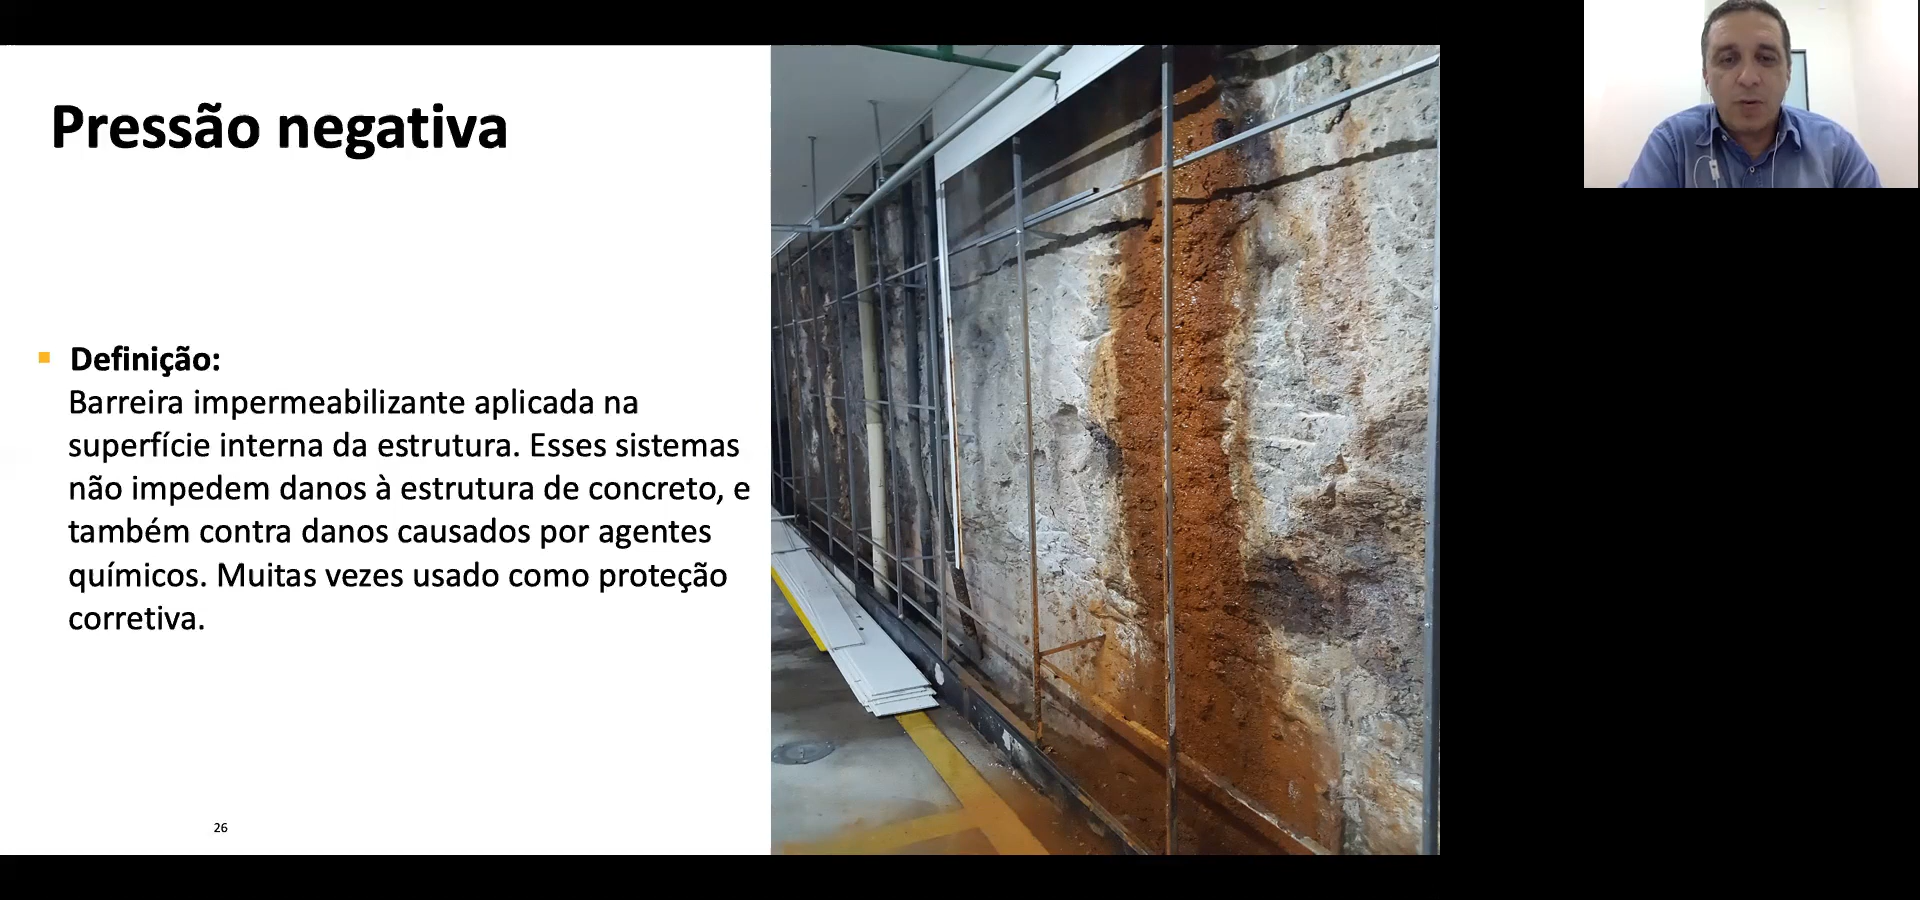 Pressão negativa
Definição:
Barreira impermeabilizante aplicada na
superfície interna da estrutura. Esses sistemas
não impedem danos à estrutura de concreto, e
também contra danos causados por agentes
químicos. Muitas vezes usado como proteção
corretiva.
26